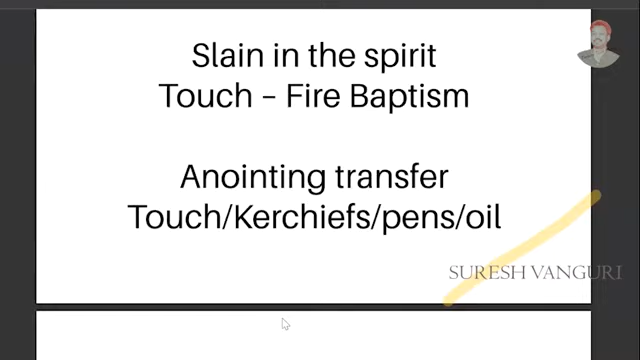 Slain in the spirit
Touch – Fire Baptism
Anointing transfer
Touch/Kerchiefs/pens/oil
SURESH VANGURI